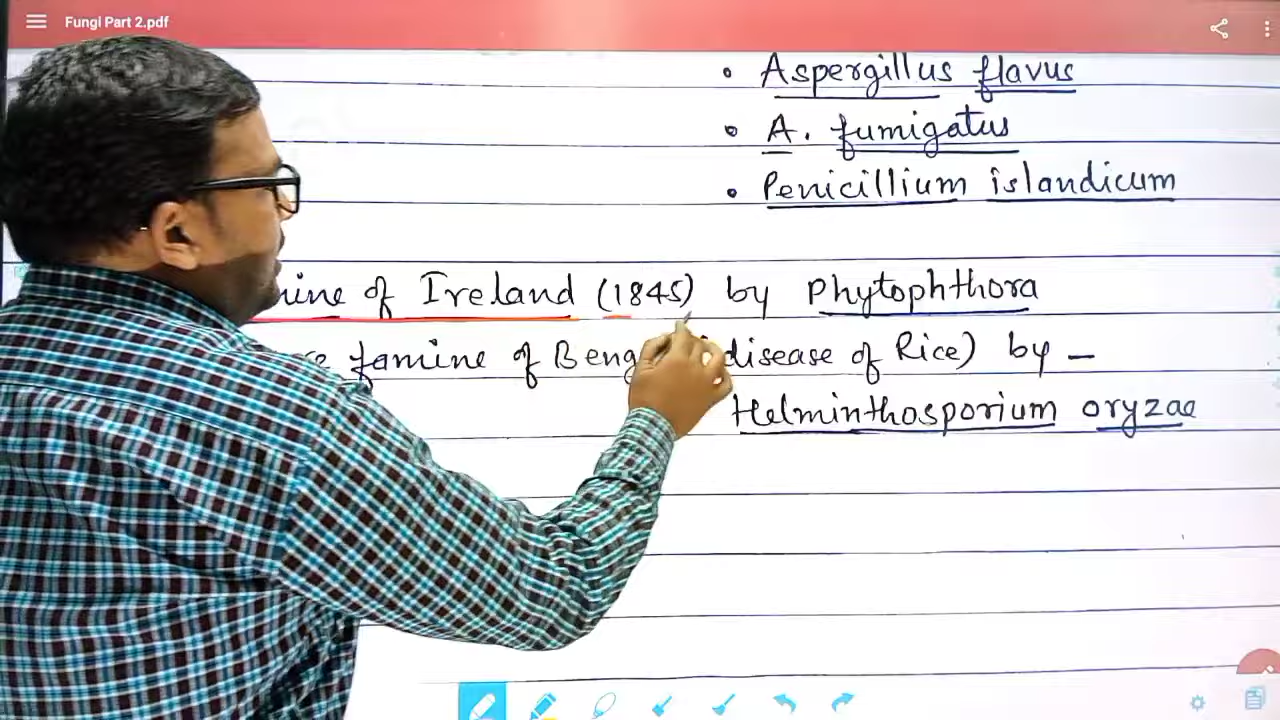 Fungi Part 2.pdf
• Aspergillus flavus
• A. fumigatus
• Penicillium islandicum
of Ireland (1845) by Phytophthora
famine of disease of Rice) by –
Helminthosporium oryzae